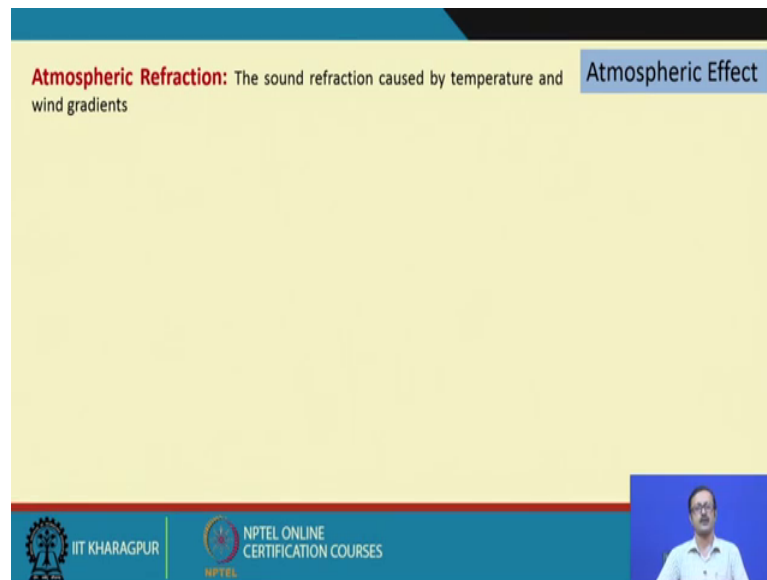 Atmospheric Refraction: The sound refraction caused by temperature and
wind gradients
Atmospheric Effect
IIT KHARAGPUR
NPTEL
NPTEL ONLINE
CERTIFICATION COURSES